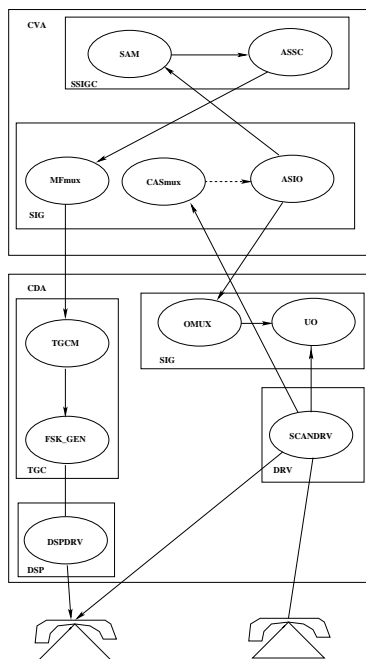 CVA
SAM
ASSC
SSIGC
MFmux
CASmux
ASIO
SIG
CDA
OMUX
UO
SIG
TGCM
FSK_GEN
TGC
SCANDRV
DRV
DSPDRV
DSP